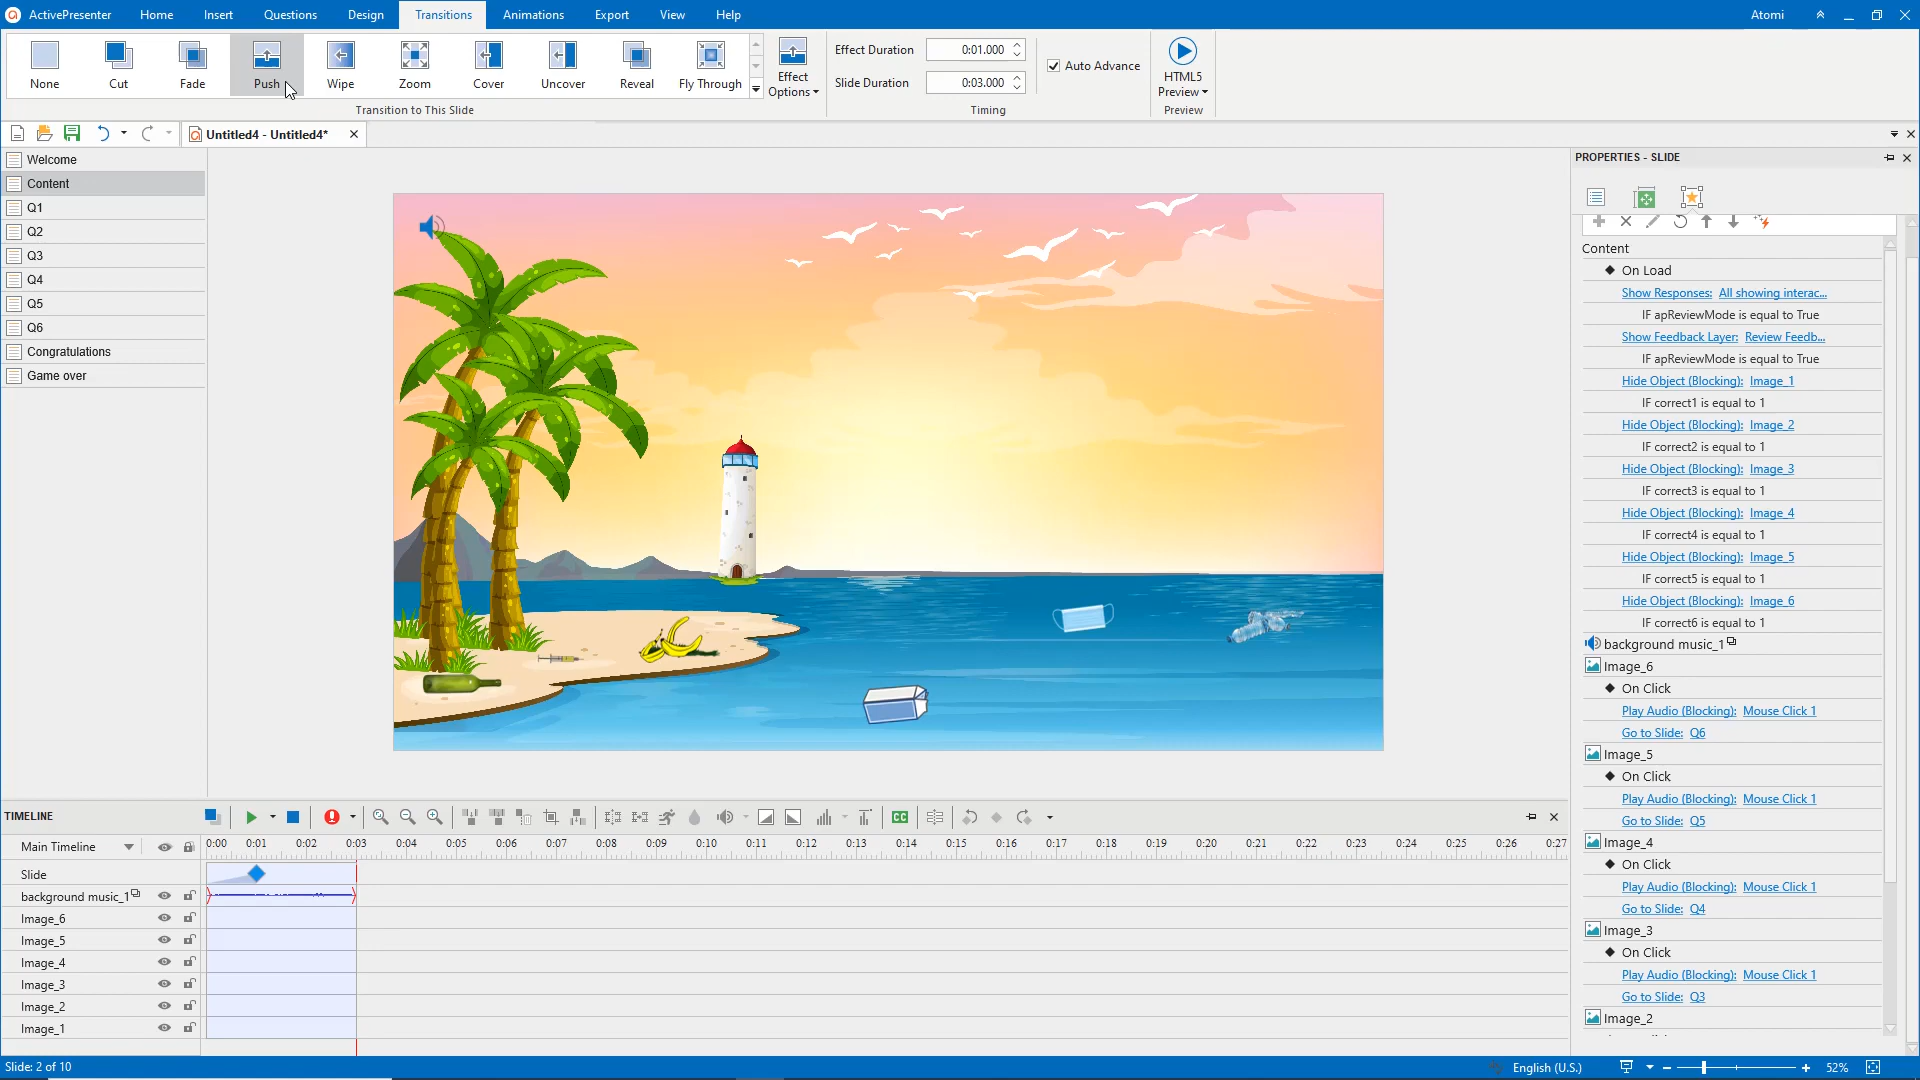 ActivePresenter
Home
Insert
Questions
Design
Transitions
Animations
Export
View
Help
Atomi
None
Cut
Fade
Push
Wipe
Zoom
Cover
Uncover
Reveal
Fly Through
Effect
Options
Effect Duration
0:01.000
Slide Duration
0:03.000
Auto Advance
HTML5
Preview
Transition to This Slide
Timing
Preview
Untitled4 - Untitled4*
Welcome
Content
Q1
Q2
Q3
Q4
Q5
Q6
Congratulations
Game over
PROPERTIES - SLIDE
Content
On Load
Show Responses: All showing interac...
IF apReviewMode is equal to True
Show Feedback Layer: Review Feedb...
IF apReviewMode is equal to True
Hide Object (Blocking): Image_1
IF correct1 is equal to 1
Hide Object (Blocking): Image_2
IF correct2 is equal to 1
Hide Object (Blocking): Image_3
IF correct3 is equal to 1
Hide Object (Blocking): Image_4
IF correct4 is equal to 1
Hide Object (Blocking): Image_5
IF correct5 is equal to 1
Hide Object (Blocking): Image_6
IF correct6 is equal to 1
background music_1
Image_6
On Click
Play Audio (Blocking): Mouse Click 1
Go to Slide: Q6
Image_5
On Click
Play Audio (Blocking): Mouse Click 1
Go to Slide: Q5
Image_4
On Click
Play Audio (Blocking): Mouse Click 1
Go to Slide: Q4
Image_3
On Click
Play Audio (Blocking): Mouse Click 1
Go to Slide: Q3
Image_2
TIMELINE
CC
Main Timeline
0:00 0:01 0:02 0:03 0:04 0:05 0:06 0:07 0:08 0:09 0:10 0:11 0:12 0:13 0:14 0:15 0:16 0:17 0:18 0:19 0:20 0:21 0:22 0:23 0:24 0:25 0:26 0:27
Slide
background music_1
Image_6
Image_5
Image_4
Image_3
Image_2
Image_1
Slide: 2 of 10
English (U.S.)
52%